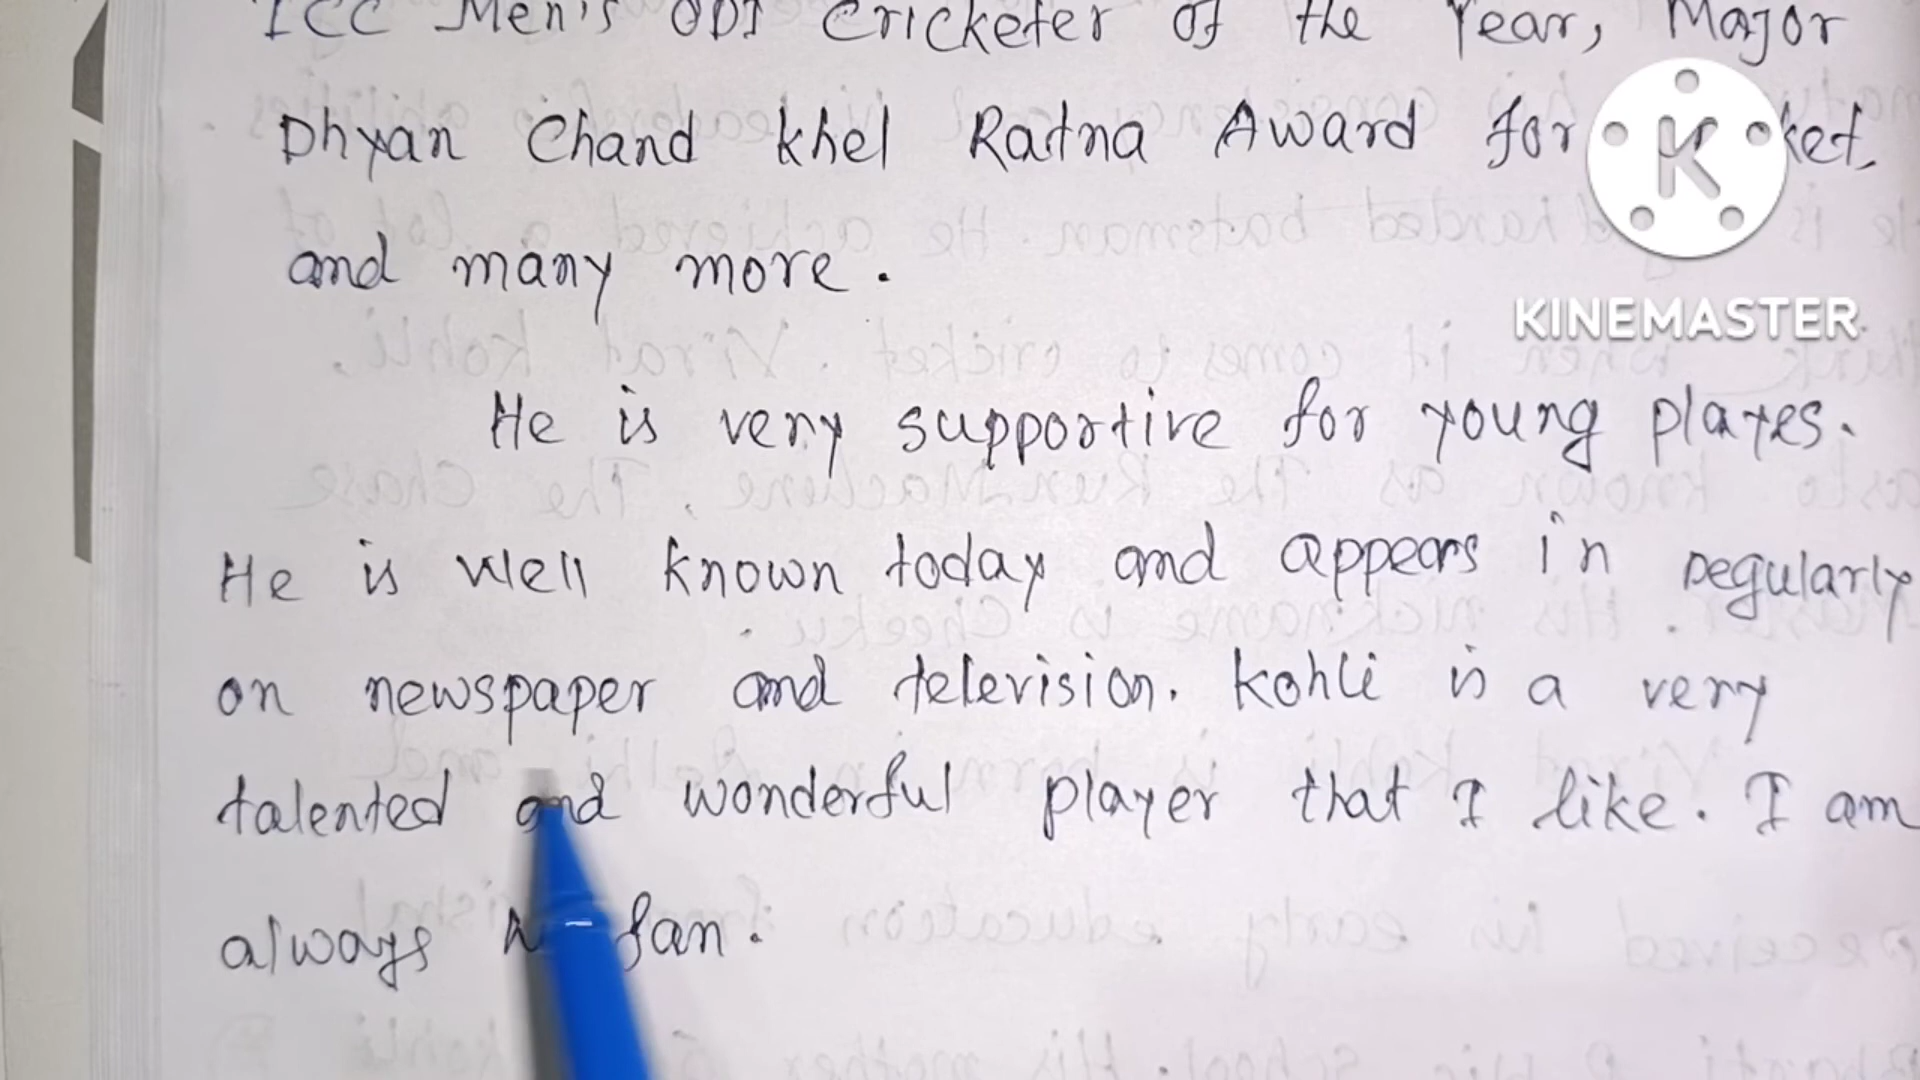 ICC Men's ODI Cricketer of the Year, Major
Dhyan Chand Khel Ratna Award for ket,
and many more.
KINEMASTER
He is very supportive for young playes.
He is well known today and appears in regularly
on newspaper and television. Kohli is a very
talented and wonderful player that I like. I am
always fan.